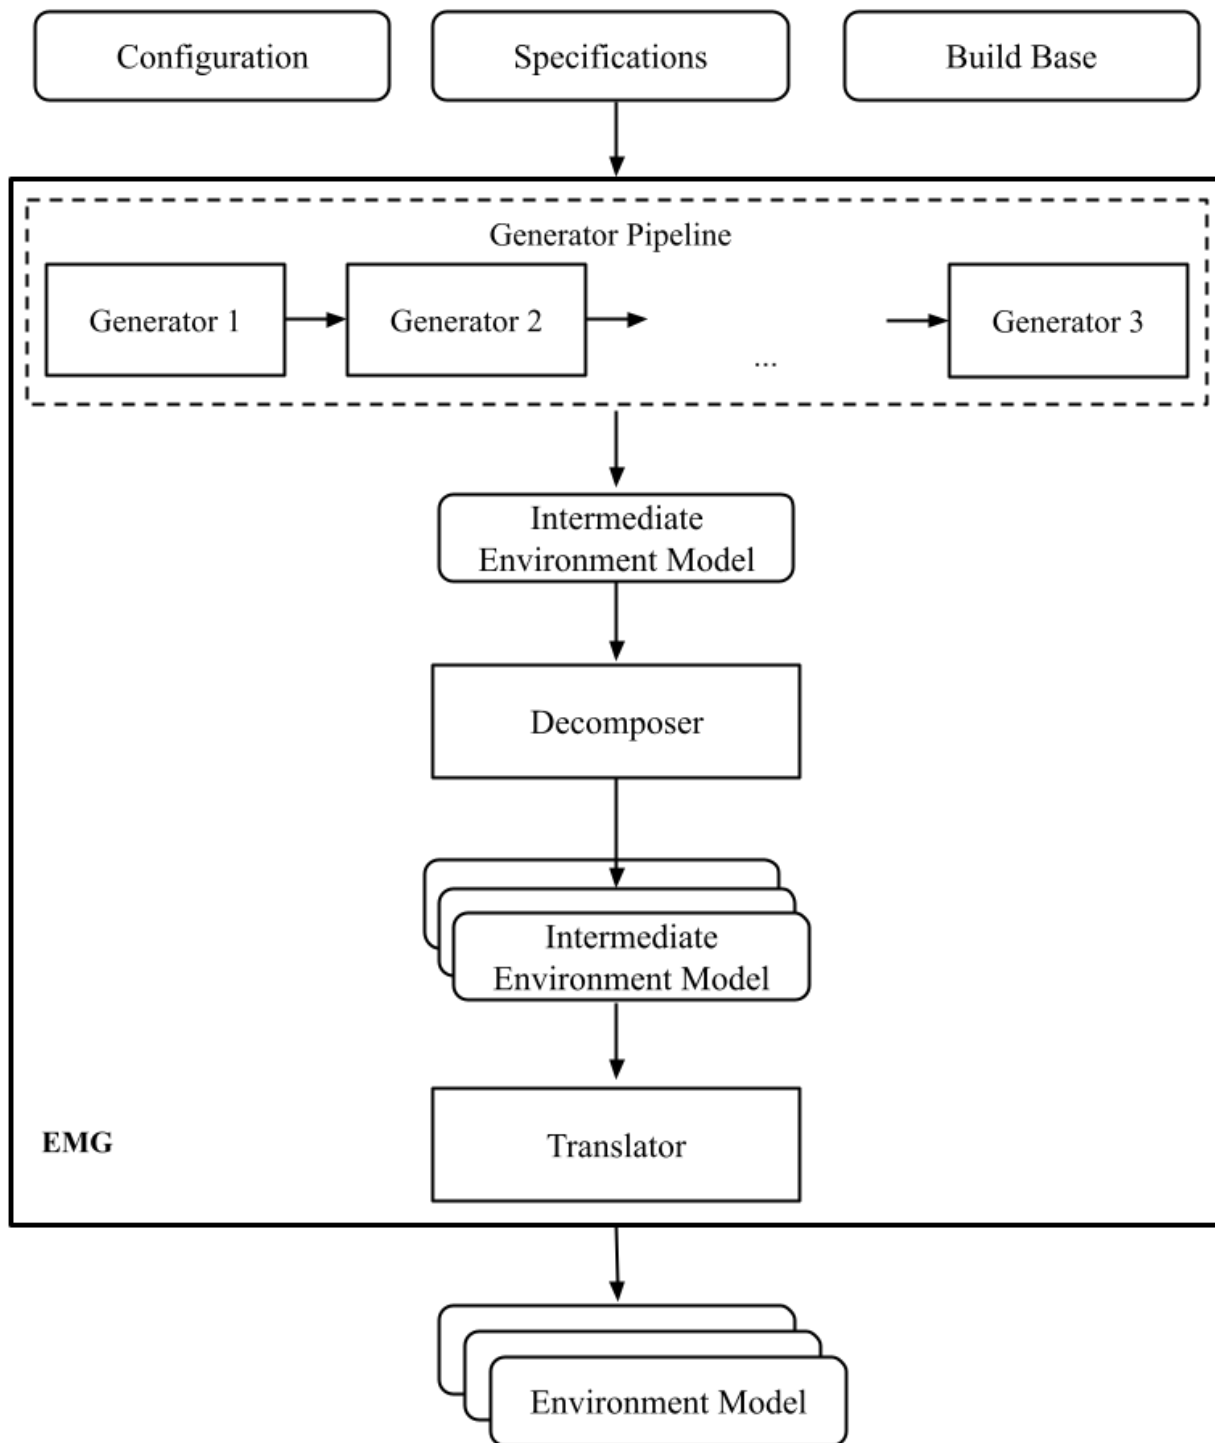 Configuration
Specifications
Build Base
Generator Pipeline
Generator 1
Generator 2
...
Generator 3
Intermediate
Environment Model
Decomposer
Intermediate
Environment Model
Translator
EMG
Environment Model